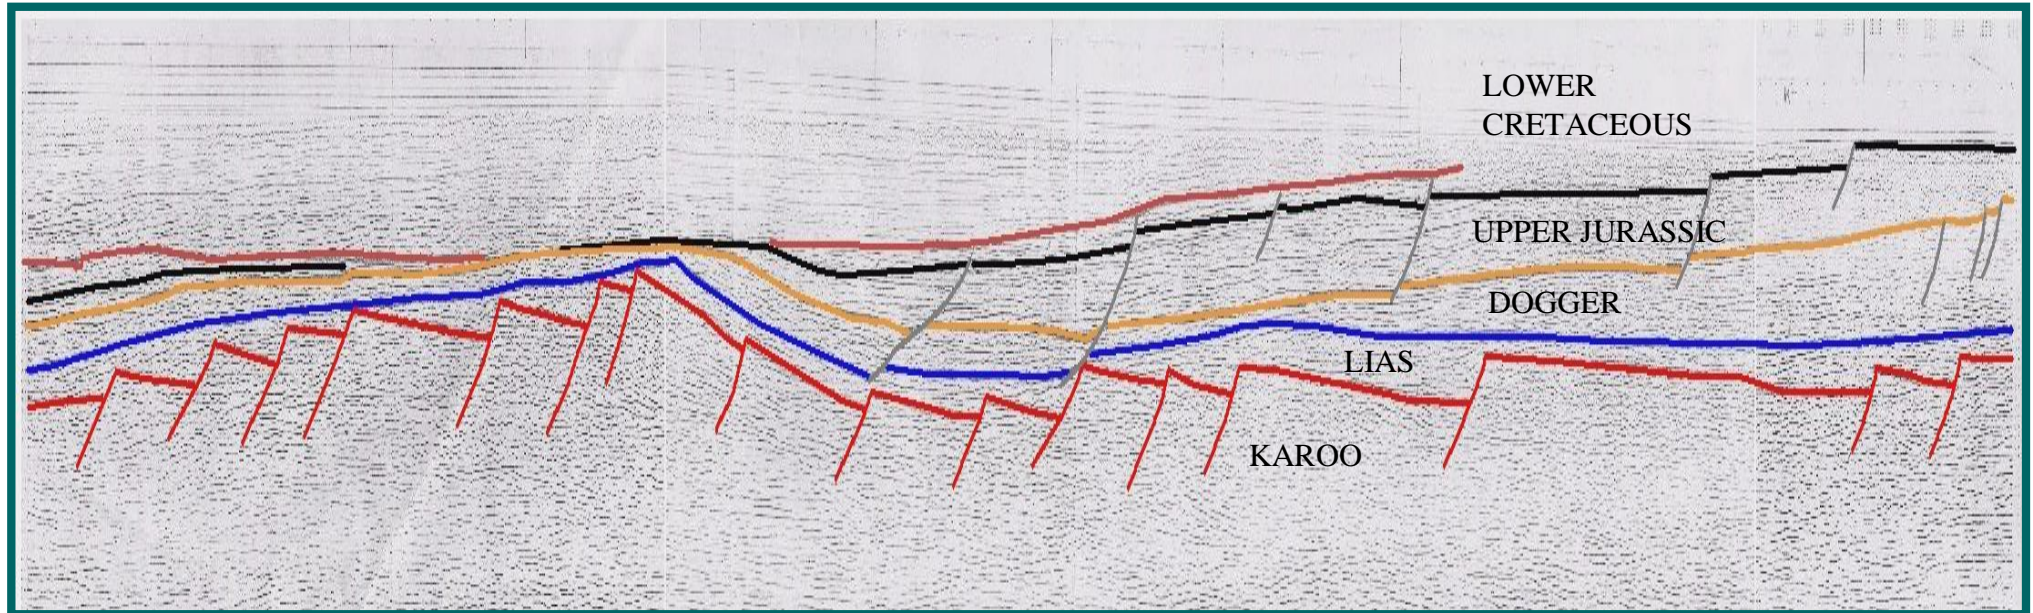 LOWER
CRETACEOUS
UPPER JURASSIC
DOGGER
LIAS
KAROO